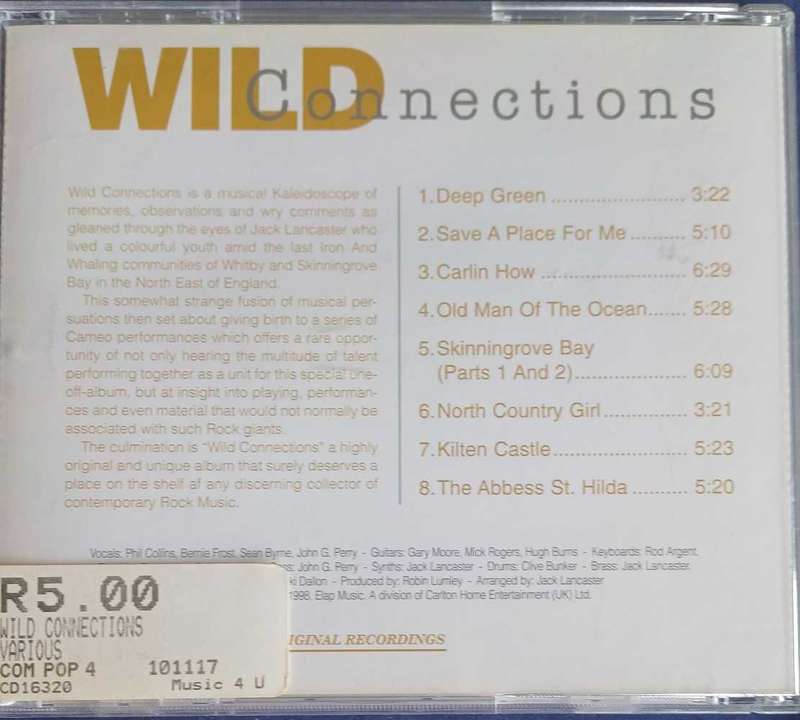 WILD
Connections
Wild Connections is a musical Kaleidoscope of
memories, observations and wry comments as
gleaned through the eyes of Jack Lancaster who
lived a colourful youth amid the last Iron And
Whaling communities of Whitby and Skinningrove
Bay in the North East of England.
This somewhat strange fusion of musical per-
suations then set about giving birth to a series of
Cameo performances which offers a rare oppor-
tunity of not only hearing the multitude of talent
performing together as a unit for this special one-
off-album, but at insight into playing, performan-
ces and even material that would not normally be
associated with such Rock giants.
The culmination is "Wild Connections" a highly
original and unique album that surely deserves a
place on the shelf af any discerning collector of
contemporary Rock Music.
1. Deep Green ........................ 3:22
2. Save A Place For Me .......... 5:10
3. Carlin How .......................... 6:29
4. Old Man Of The Ocean....... 5:28
5. Skinningrove Bay
(Parts 1 And 2).................... 6:09
6. North Country Girl............... 3:21
7. Kilten Castle........................ 5:23
8. The Abbess St. Hilda .......... 5:20
Vocals: Phil Collins, Bernie Frost, Sean Byrne, John G. Perry - Guitars: Gary Moore, Mick Rogers, Hugh Burns - Keyboards: Rod Argent,
John G. Perry - Synths: Jack Lancaster - Drums: Clive Bunker - Brass: Jack Lancaster
Dallon - Produced by: Robin Lumley - Arranged by: Jack Lancaster
1998, Elap Music. A division of Carlton Home Entertainment (UK) Ltd.
IGINAL RECORDINGS
R5.00
WILD CONNECTIONS
VARIOUS
COM POP 4 101117
CD16320 Music 4 U